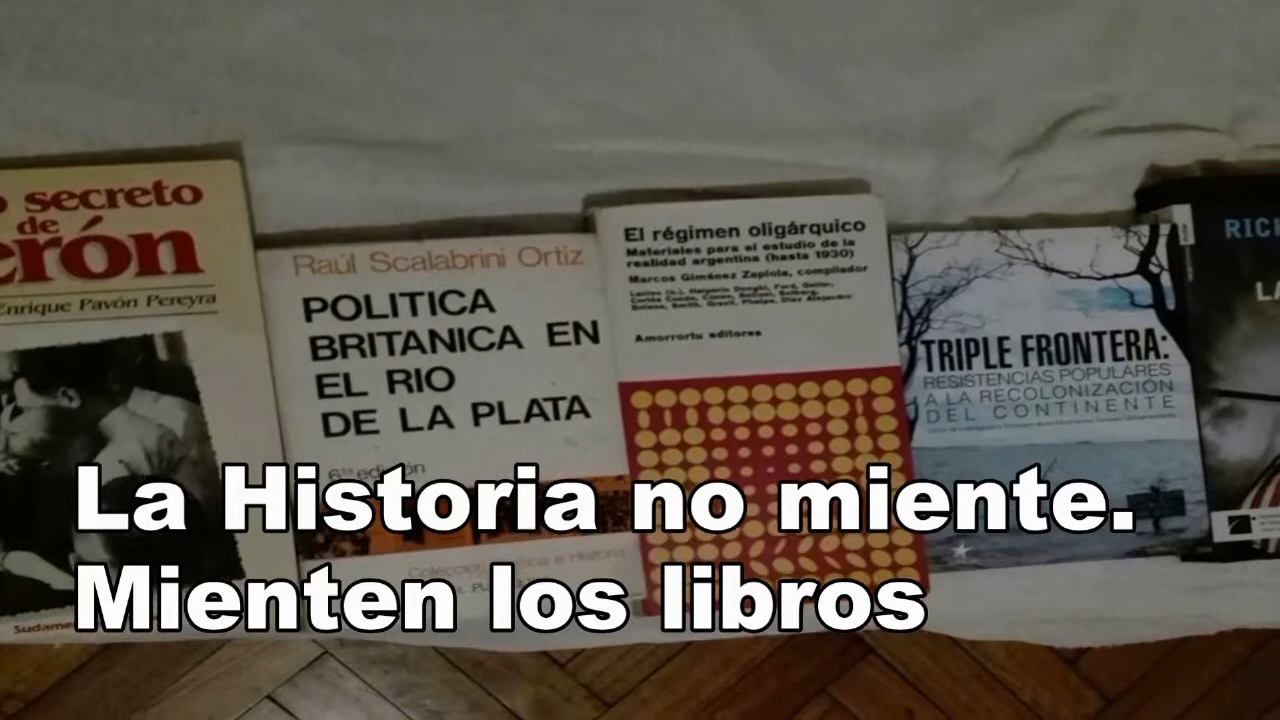 secreto
de
erón
Enrique Pavón Pereyra
Sudame
Raúl Scalabrini Ortiz
POLITICA
BRITANICA EN
EL RIO
DE LA PLATA
El régimen oligárquico
Materiales para el estudio de la
realidad argentina (hasta 1930)
Marcos Giménez Zapiola, compilador
Amorrortu editores
TRIPLE FRONTERA:
RESISTENCIAS POPULARES
A LA RECOLONIZACIÓN
DEL CONTINENTE
RIC
LA
La Historia no miente.
Mienten los libros